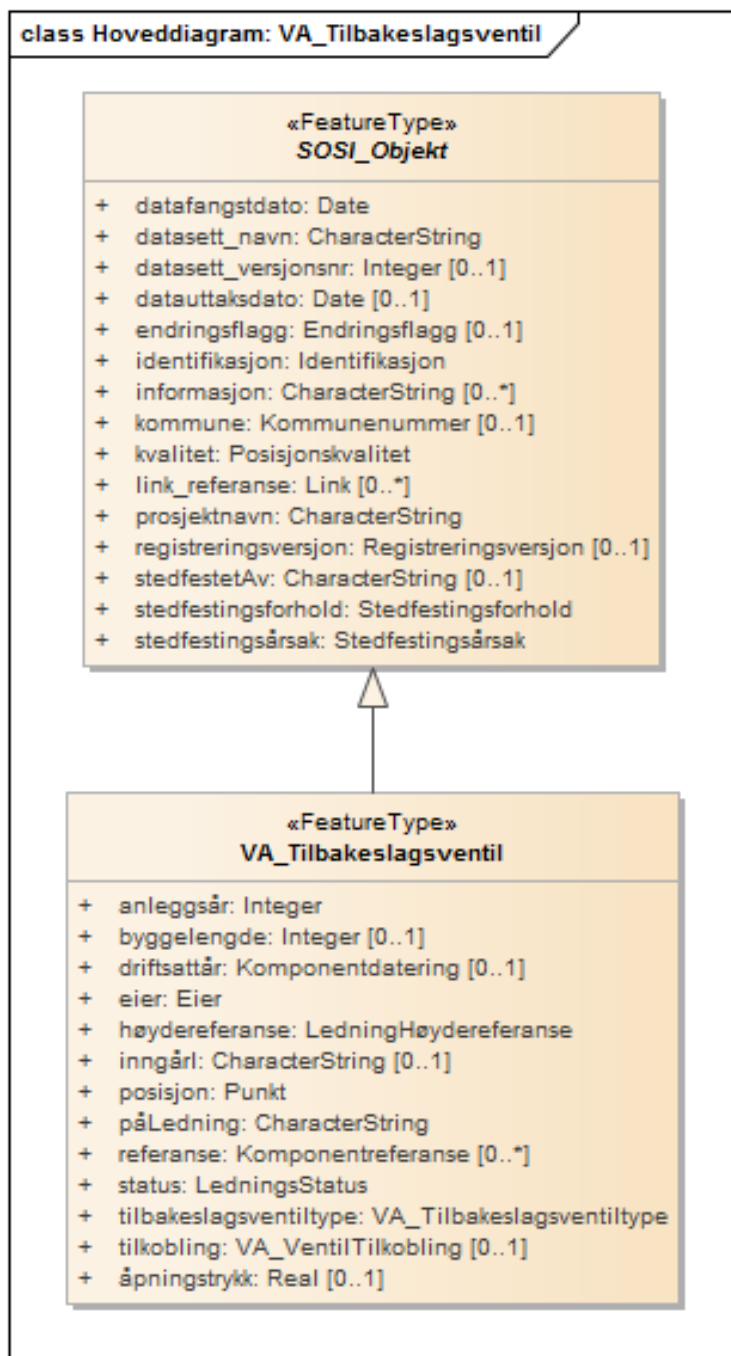 class Hoveddiagram: VA_Tilbakeslagsventil
«FeatureType»
SOSI_Objekt
+ datafangstdato: Date
+ datasett_navn: CharacterString
+ datasett_versjonsnr: Integer [0..1]
+ datauttaksdato: Date [0..1]
+ endringsflagg: Endringsflagg [0..1]
+ identifikasjon: Identifikasjon
+ informasjon: CharacterString [0..*]
+ kommune: Kommunenummer [0..1]
+ kvalitet: Posisjonskvalitet
+ link_referanse: Link [0..*]
+ prosjektnavn: CharacterString
+ registreringsversjon: Registreringsversjon [0..1]
+ stedfestetAv: CharacterString [0..1]
+ stedfestingsforhold: Stedfestingsforhold
+ stedfestingsårsak: Stedfestingsårsak
«FeatureType»
VA_Tilbakeslagsventil
+ anleggsår: Integer
+ byggelengde: Integer [0..1]
+ driftsattår: Komponentdatering [0..1]
+ eier: Eier
+ høydereferanse: LedningHøydereferanse
+ inngårI: CharacterString [0..1]
+ posisjon: Punkt
+ påLedning: CharacterString
+ referanse: Komponentreferanse [0..*]
+ status: LedningsStatus
+ tilbakeslagsventiltype: VA_Tilbakeslagsventiltype
+ tilkobling: VA_VentilTilkobling [0..1]
+ åpningstrykk: Real [0..1]